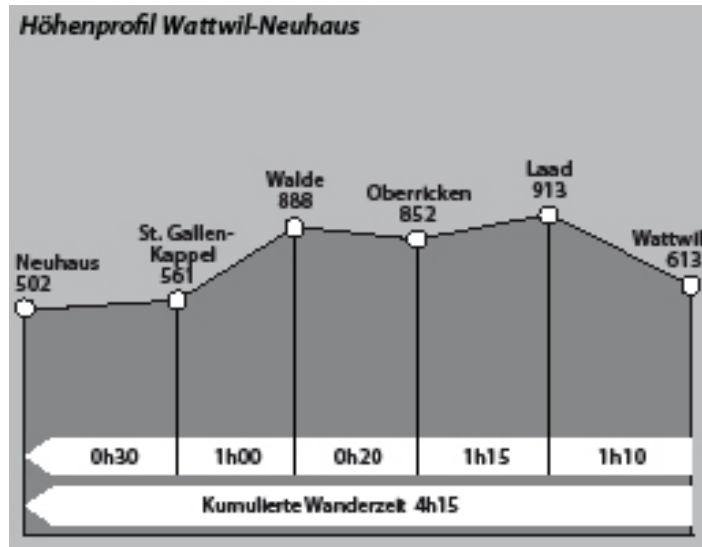 Höhenprofil Wattwil-Neuhaus
Laad
913
Walde
888
Oberricken
852
St. Gallen-
Kappel
561
Wattwil
613
Neuhaus
502
0h30 1h00 0h20 1h15 1h10
Kumulierte Wanderzeit 4h15